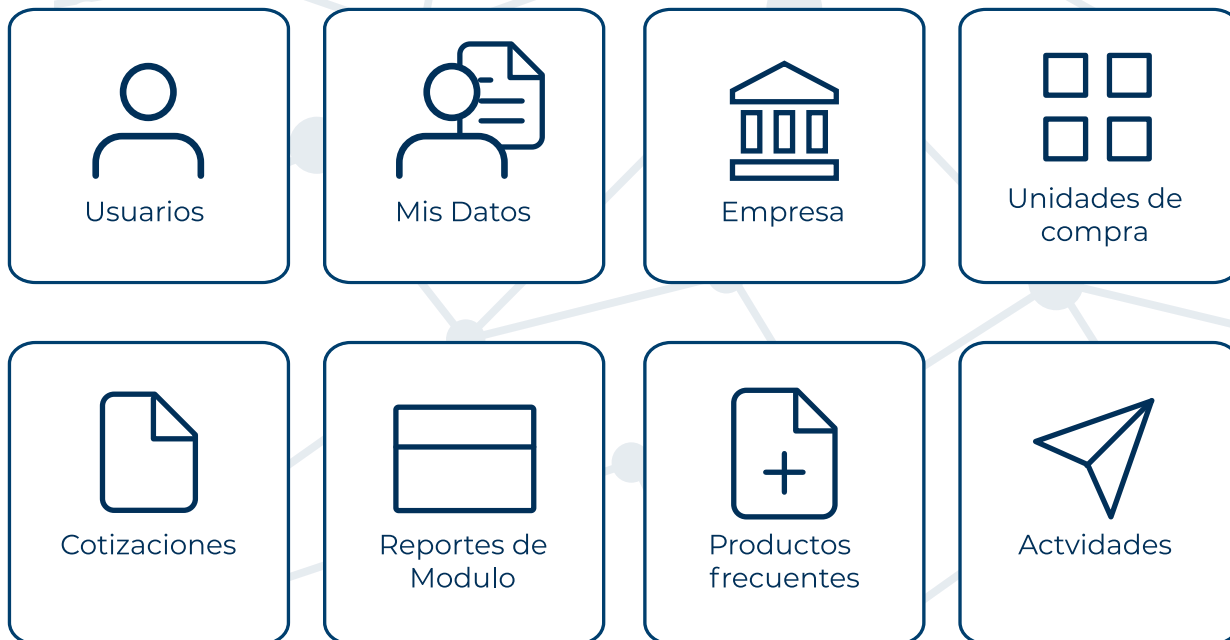 Usuarios
Mis Datos
Empresa
Unidades de
compra
Cotizaciones
Reportes de
Modulo
Productos
frecuentes
Actvidades